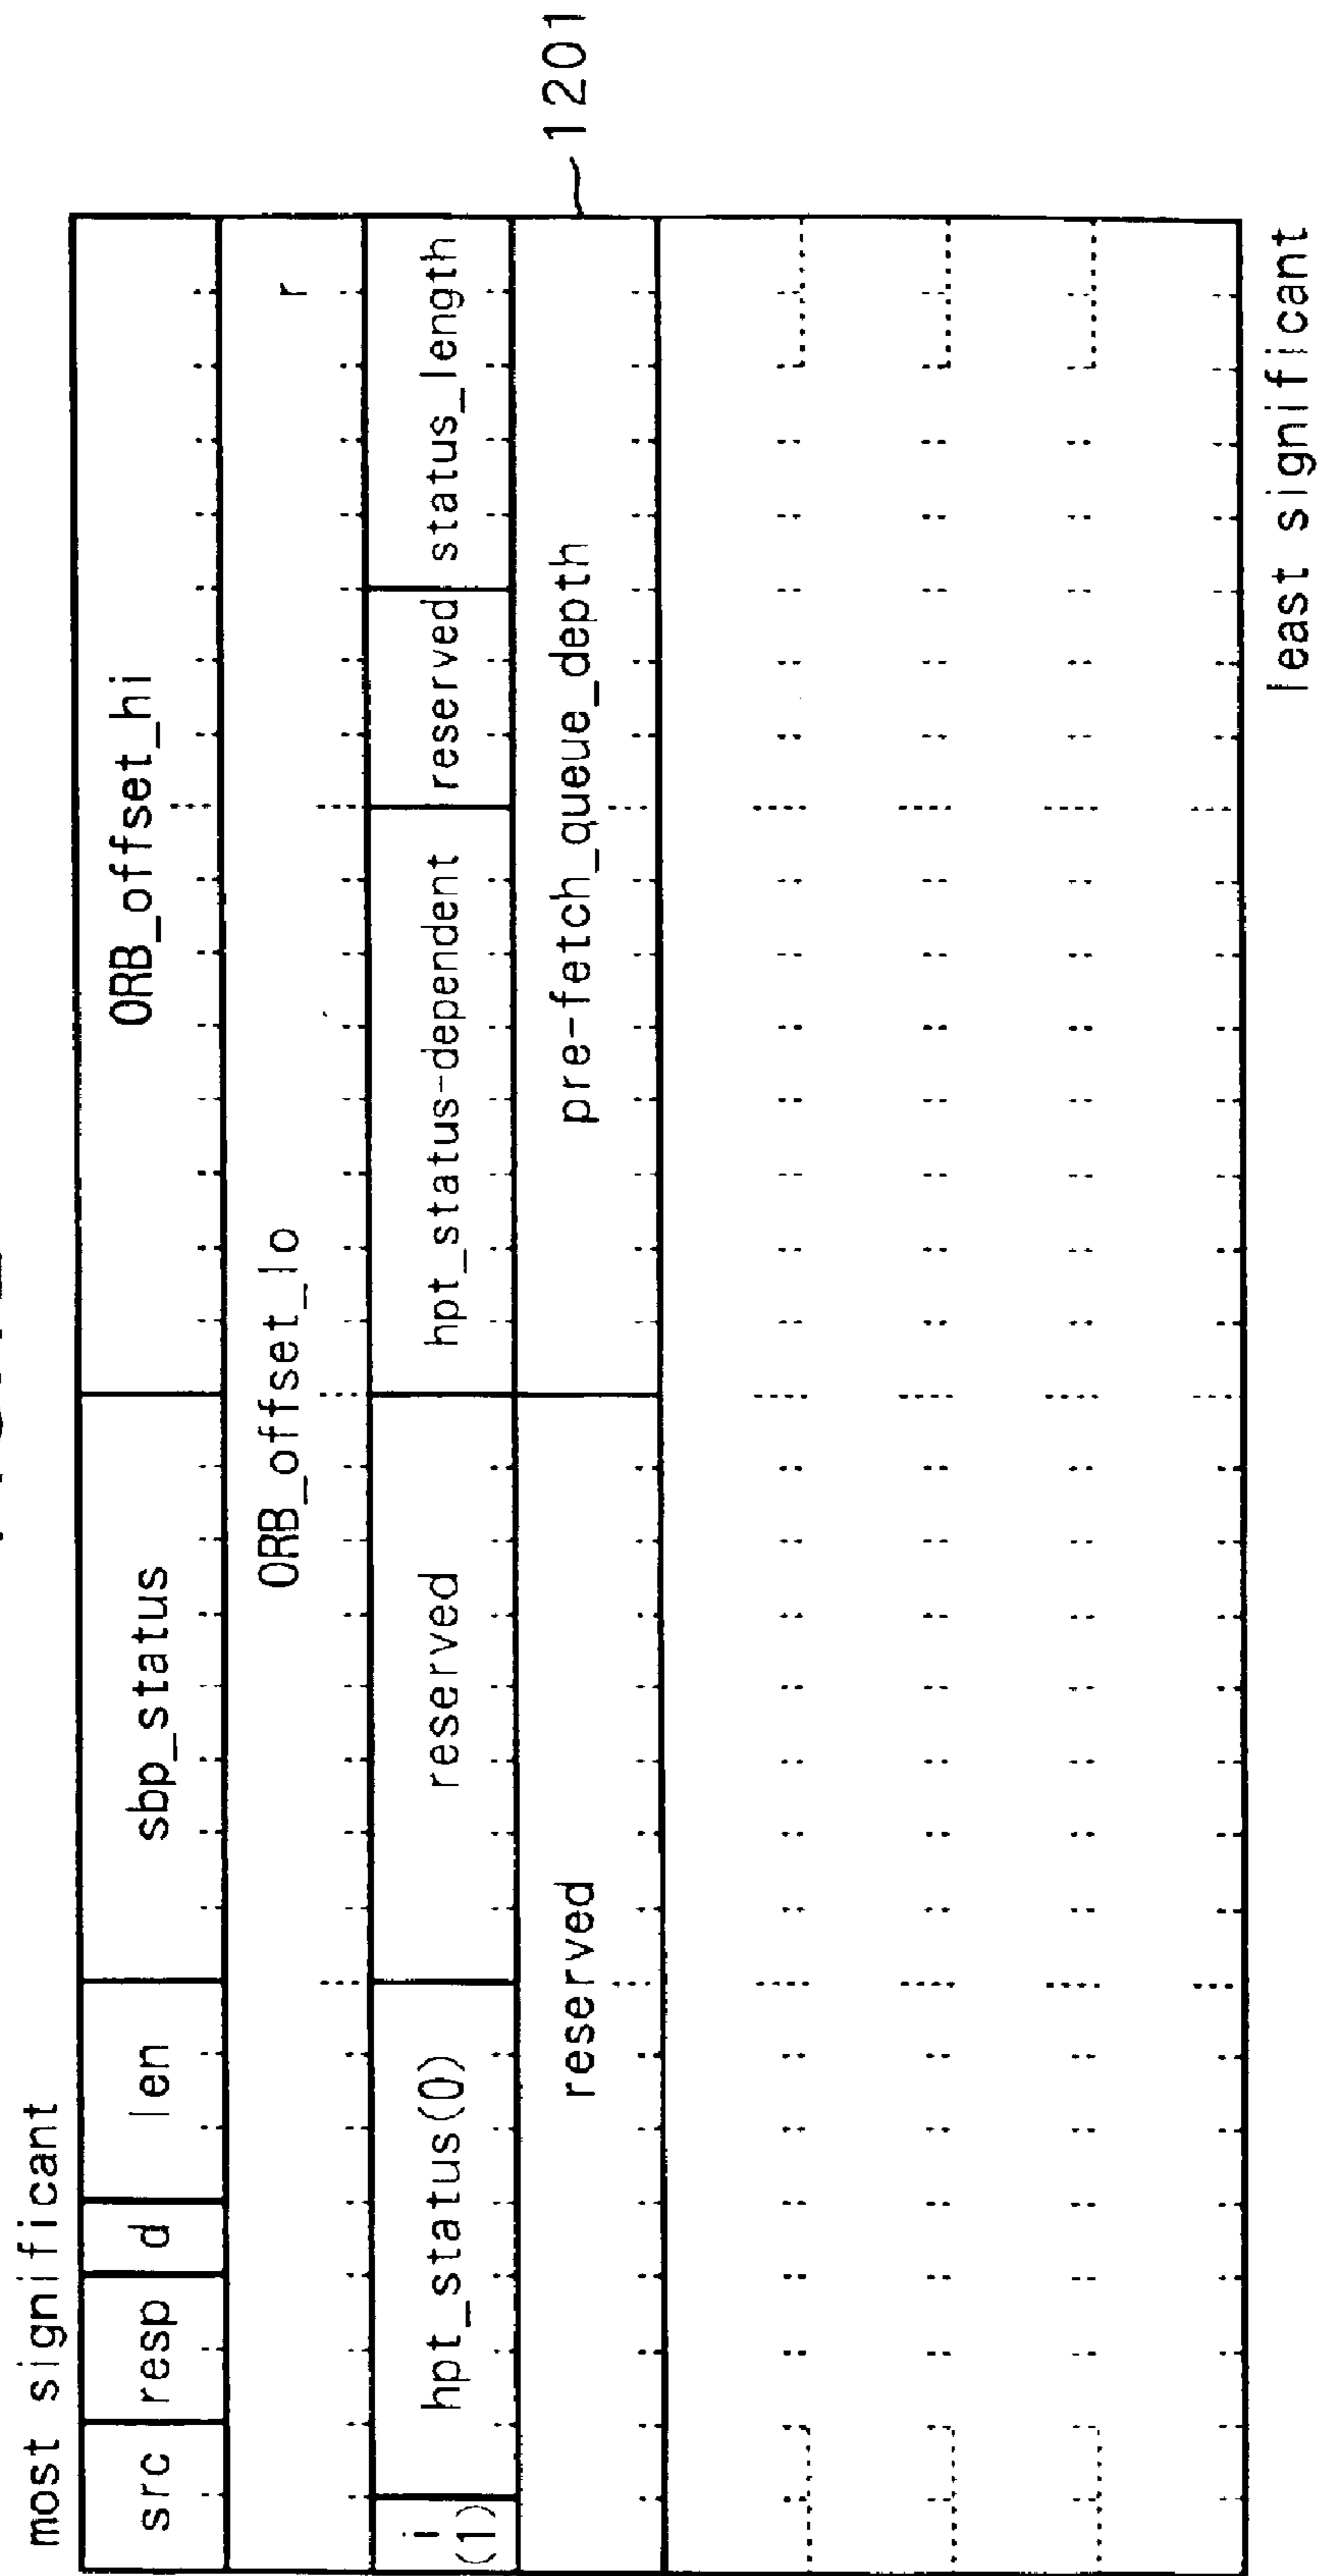 most significant
src resp d len sbp_status ORB_offset_hi
ORB_offset_lo r
i (1) hpt_status(0) reserved hpt_status-dependent reserved status_length
reserved pre-fetch_queue_depth 1201
least significant